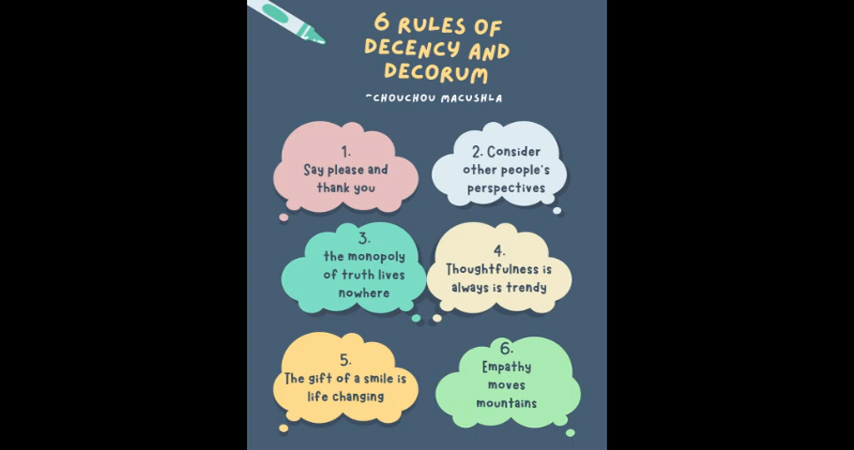 6 RULES OF
DECENCY AND
DECORUM
~CHOUCHOU MACUSHLA
1.
Say please and
thank you
2. Consider
other people's
perspectives
3.
the monopoly
of truth lives
nowhere
4.
Thoughtfulness is
always is trendy
5.
The gift of a smile is
life changing
6.
Empathy
moves
mountains